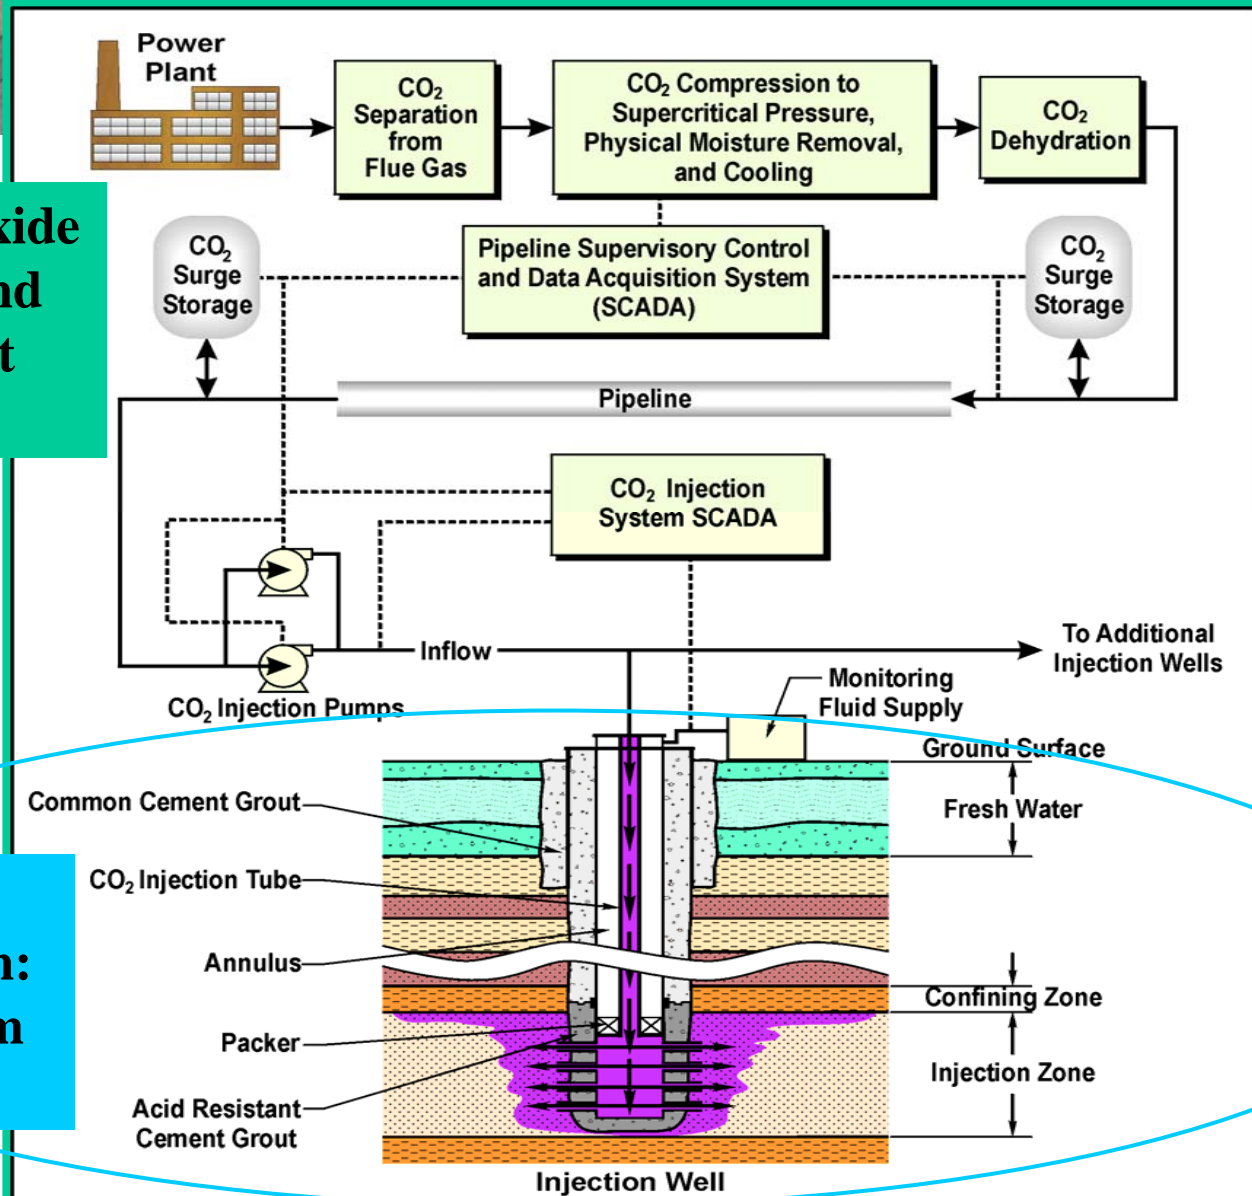 Power
Plant
CO2
Separation
from
Flue Gas
CO2 Compression to
Supercritical Pressure,
Physical Moisture Removal,
and Cooling
CO2
Dehydration
CO2
Surge
Storage
Pipeline Supervisory Control
and Data Acquisition System
(SCADA)
CO2
Surge
Storage
Pipeline
CO2 Injection
System SCADA
Inflow
To Additional
Injection Wells
CO2 Injection Pumps
Monitoring
Fluid Supply
Ground Surface
Common Cement Grout
Fresh Water
CO2 Injection Tube
Annulus
Confining Zone
Packer
Injection Zone
Acid Resistant
Cement Grout
Injection Well